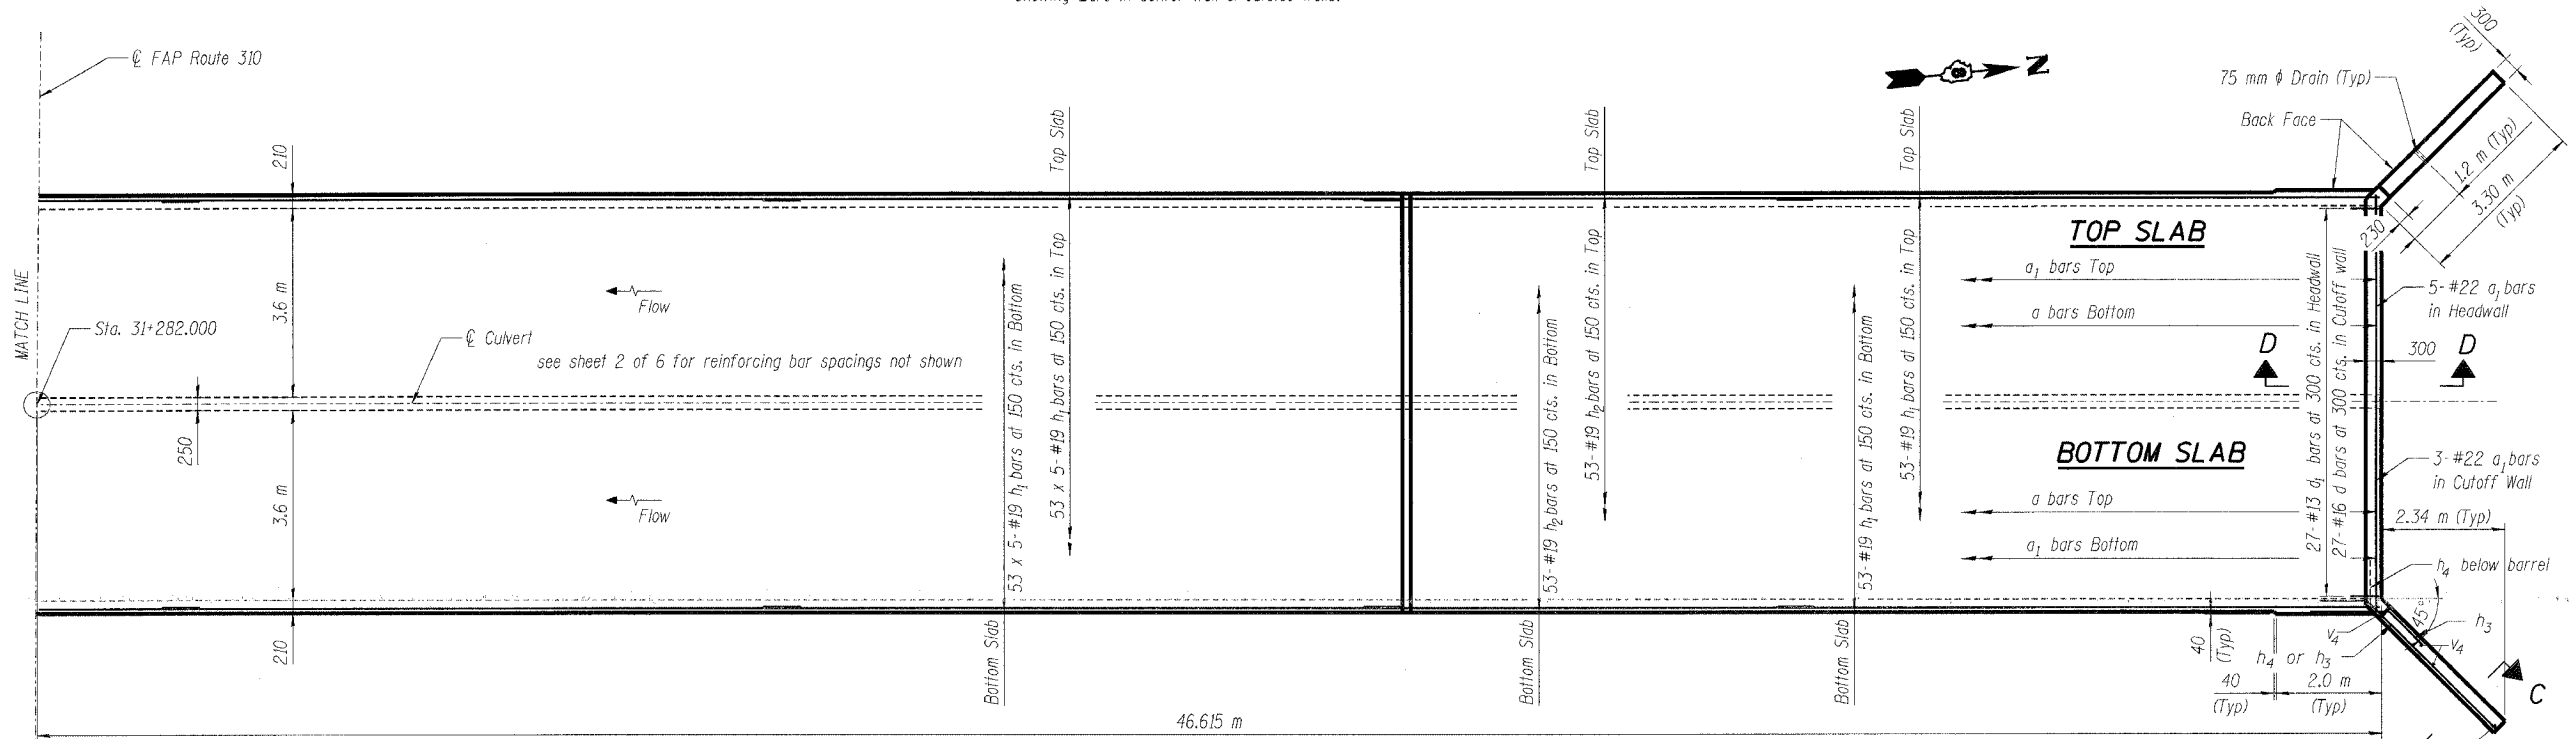 ℄ FAP Route 310
MATCH LINE
Sta. 31+282.000
210
3.6 m
250
3.6 m
210
Flow
Flow
℄ Culvert
see sheet 2 of 6 for reinforcing bar spacings not shown
Top Slab
53 x 5-#19 h1 bars at 150 cts. in Bottom
53 x 5-#19 h1 bars at 150 cts. in Top
Bottom Slab
Top Slab
53-#19 h2 bars at 150 cts. in Bottom
53-#19 h2 bars at 150 cts. in Top
Bottom Slab
Top Slab
53-#19 h1 bars at 150 cts. in Bottom
53-#19 h1 bars at 150 cts. in Top
Bottom Slab
N
75 mm ϕ Drain (Typ)
Back Face
300
(Typ)
1.2 m (Typ)
3.30 m
(Typ)
230
TOP SLAB
a1 bars Top
a bars Bottom
BOTTOM SLAB
a bars Top
a1 bars Bottom
27-#13 d1 bars at 300 cts. in Headwall
27-#16 d bars at 300 cts. in Cutoff wall
5-#22 a1 bars
in Headwall
D
300
D
3-#22 a1 bars
in Cutoff Wall
2.34 m (Typ)
h4 below barrel
45°
h3
v4
v4
h4 or h3
40
(Typ)
40
(Typ)
2.0 m
(Typ)
C
46.615 m